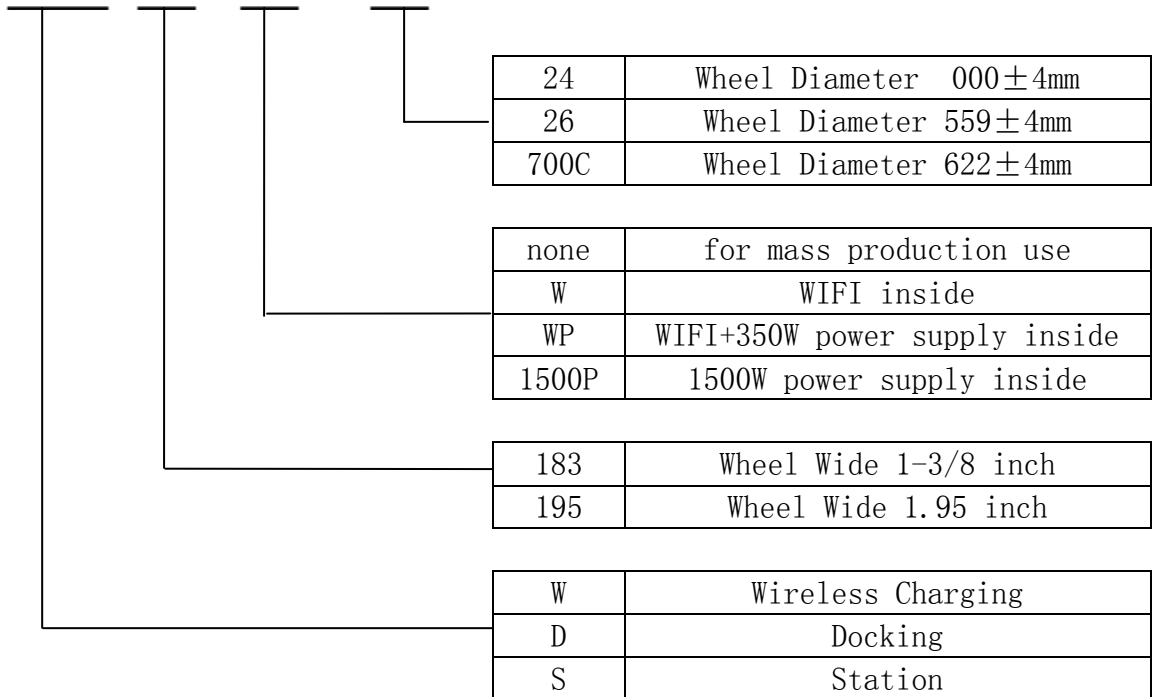 24 Wheel Diameter 000±4mm
26 Wheel Diameter 559±4mm
700C Wheel Diameter 622±4mm
none for mass production use
W WIFI inside
WP WIFI+350W power supply inside
1500P 1500W power supply inside
183 Wheel Wide 1-3/8 inch
195 Wheel Wide 1.95 inch
W Wireless Charging
D Docking
S Station